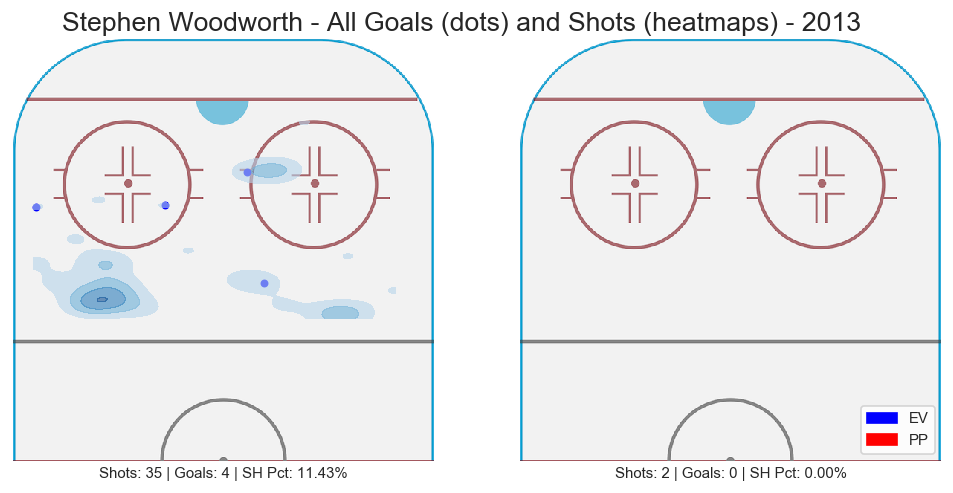 Stephen Woodworth - All Goals (dots) and Shots (heatmaps) - 2013
EV
PP
Shots: 35 | Goals: 4 | SH Pct: 11.43%
Shots: 2 | Goals: 0 | SH Pct: 0.00%